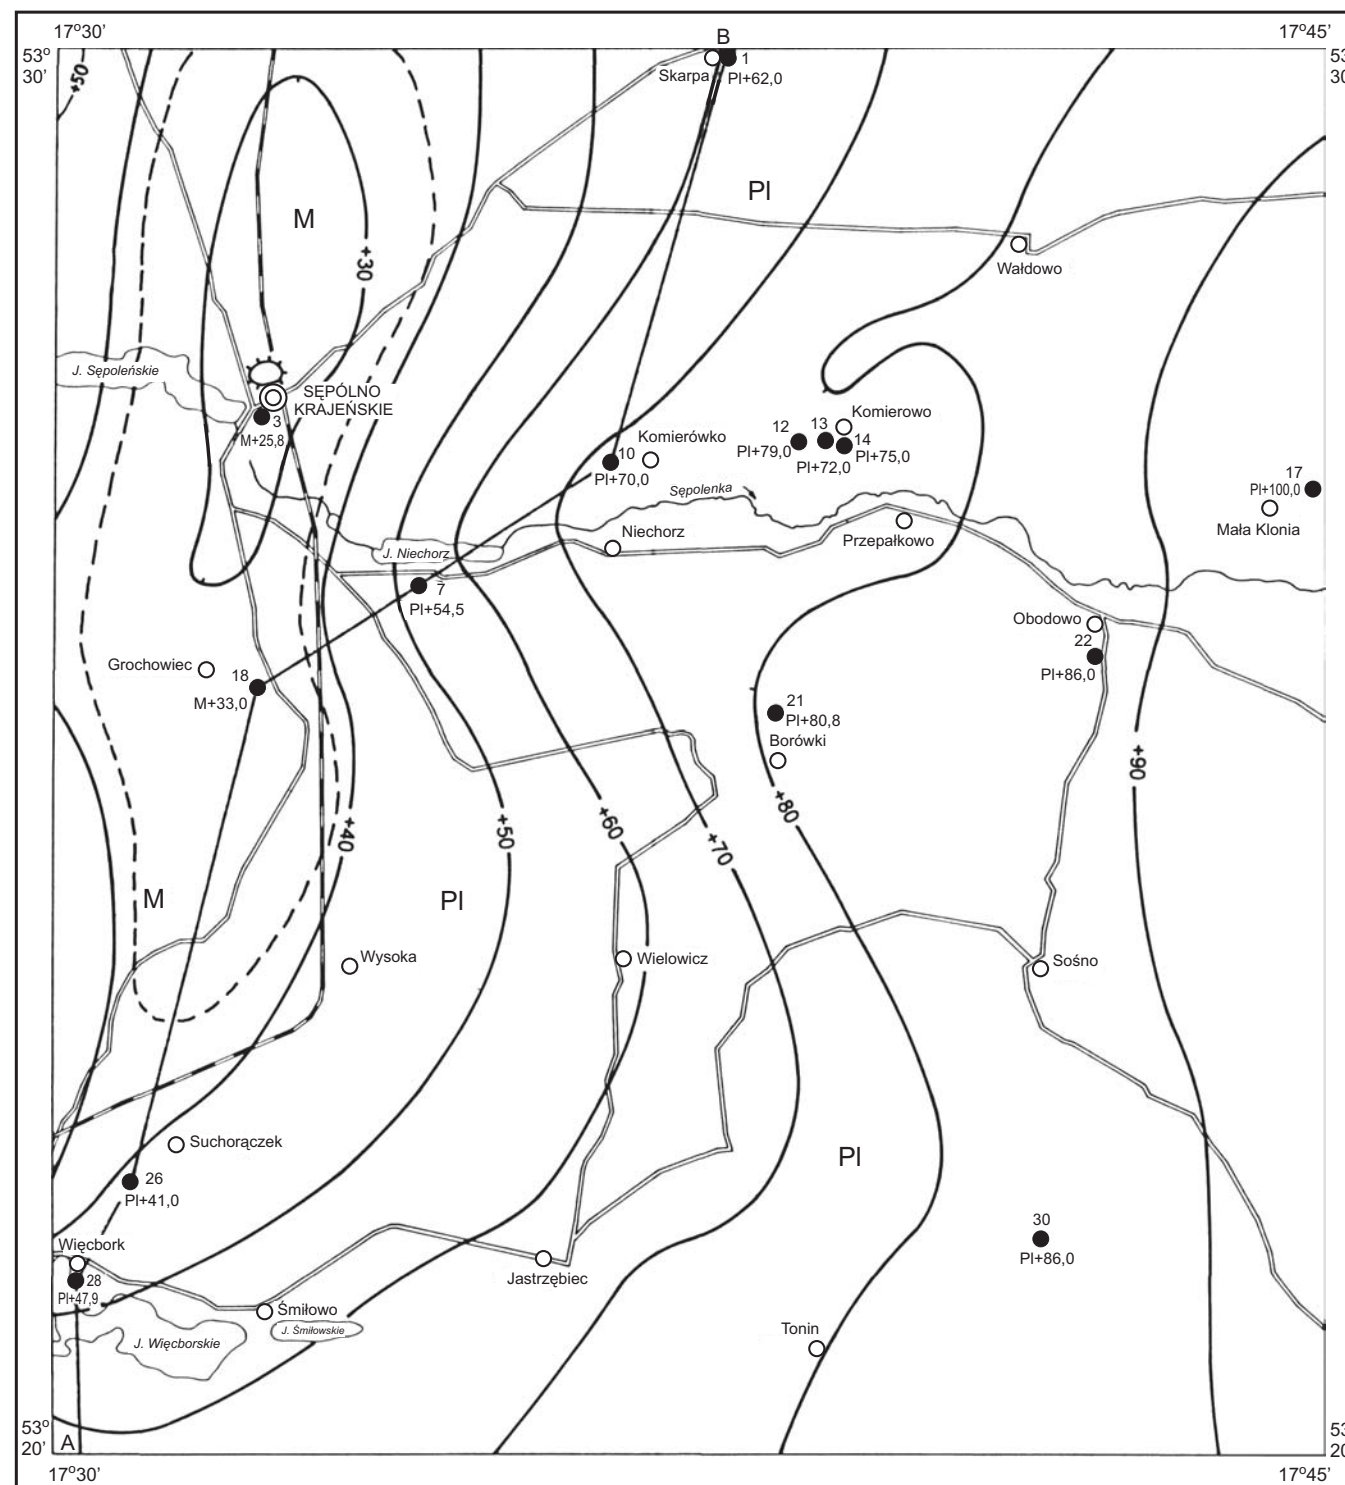 17°30’
B
17°45’
53°
30’
53
30
+50
Skarpa
1
Pl+62,0
M
Pl
+30
Wałdowo
J. Sępoleńskie
SĘPÓLNO
KRAJEŃSKIE
3
M+25,8
Komierowo
Komierówko
12
13
14
Pl+79,0
Pl+75,0
Pl+72,0
10
Pl+70,0
17
Pl+100,0
Mała Klonia
Sępolenka
Niechorz
J. Niechorz
Przepałkowo
7
Pl+54,5
Obodowo
22
Pl+86,0
Grochowiec
18
M+33,0
21
Pl+80,8
Borówki
+90
+80
+40
+50
+60
+70
M
Pl
Wysoka
Wielowicz
Sośno
Suchorączek
Pl
26
Pl+41,0
30
Pl+86,0
Więcbork
28
Pl+47,9
Jastrzębiec
Śmiłowo
J. Śmiłowskie
J. Więcborskie
Tonin
53°
20’
A
53
20
17°30’
17°45’